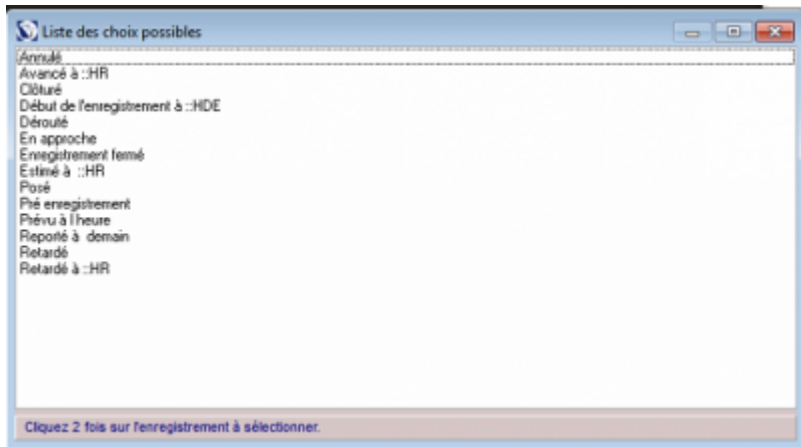 Liste des choix possibles
Annulé
Avancé à ::HR
Clôturé
Début de l'enregistrement à ::HDE
Dérouté
En approche
Enregistrement fermé
Estimé à ::HR
Posé
Pré enregistrement
Prévu à l heure
Reporté à demain
Retardé
Retardé à ::HR
Cliquez 2 fois sur l'enregistrement à sélectionner.